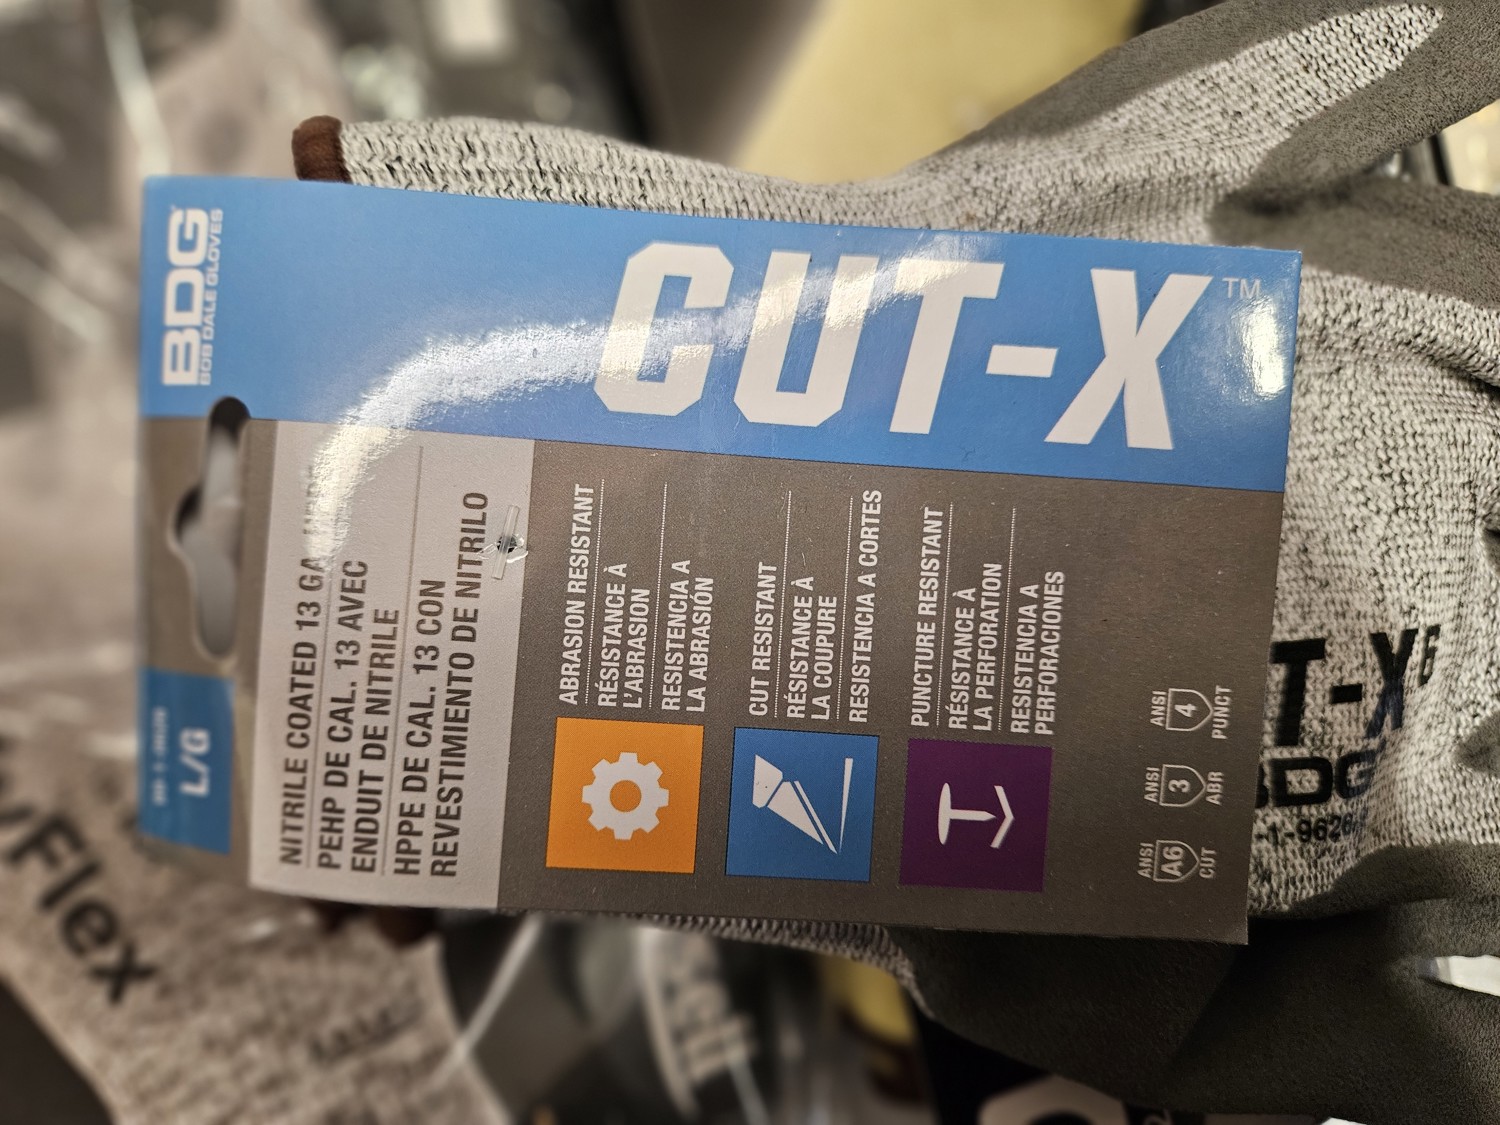 BDG
BOB DALE GLOVES
CUT-X™
L/G
NITRILE COATED 13
PEHP DE CAL. 13 AVEC
ENDUIT DE NITRILE
HPPE DE CAL. 13 CON
REVESTIMIENTO DE NITRILO
ABRASION RESISTANT
RÉSISTANCE À
L'ABRASION
RESISTENCIA A
LA ABRASIÓN
CUT RESISTANT
RÉSISTANCE À
LA COUPURE
RESISTENCIA A CORTES
PUNCTURE RESISTANT
RÉSISTANCE À
LA PERFORATION
RESISTENCIA A
PERFORACIONES
ANSI
A6
CUT
ANSI
3
ABR
ANSI
4
PUNCT
T-X6
BDG
-1-9626
Flex